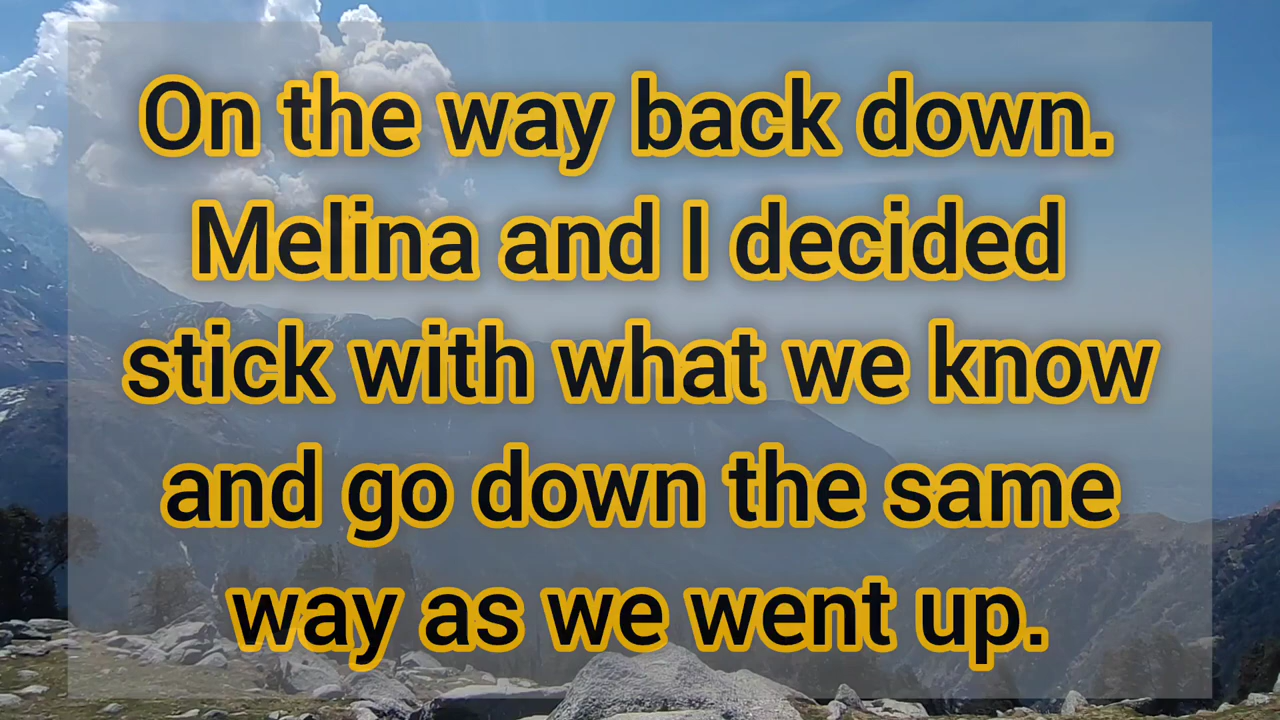 On the way back down.
Melina and I decided
stick with what we know
and go down the same
way as we went up.